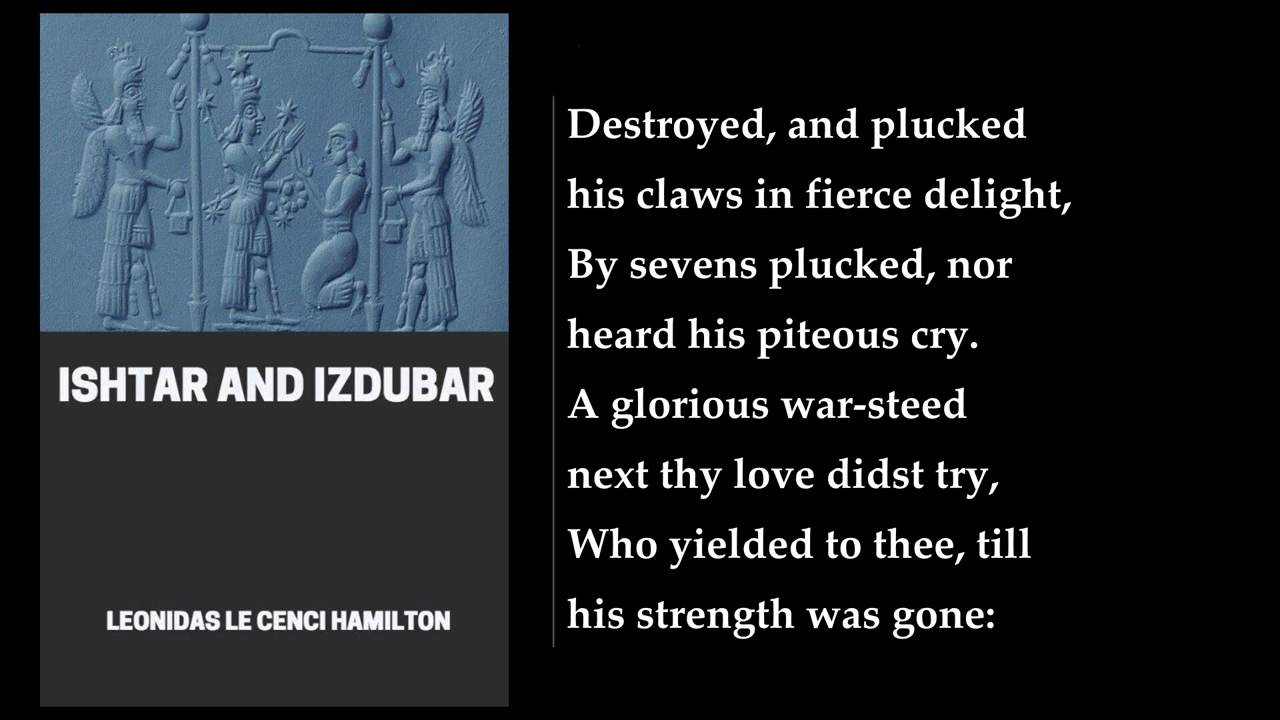 ISHTAR AND IZDUBAR
LEONIDAS LE CENCI HAMILTON
Destroyed, and plucked
his claws in fierce delight,
By sevens plucked, nor
heard his piteous cry.
A glorious war-steed
next thy love didst try,
Who yielded to thee, till
his strength was gone: